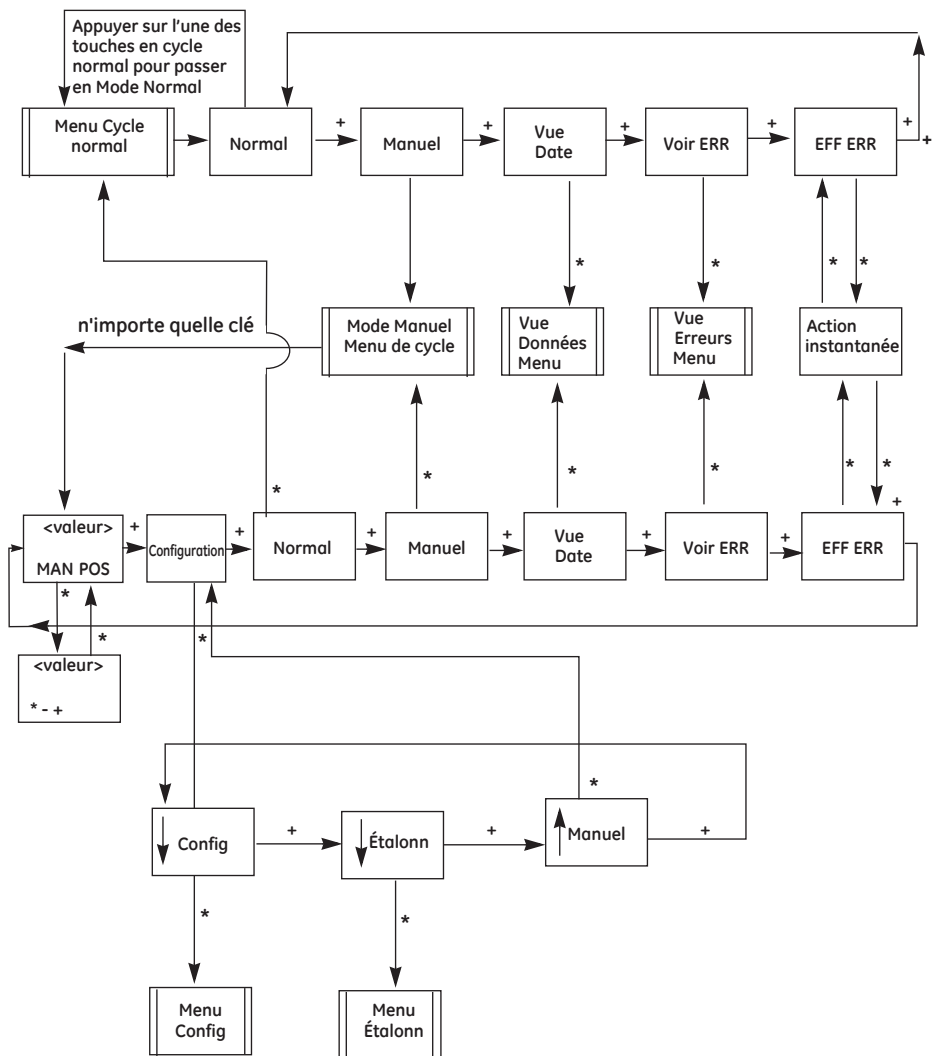 Appuyer sur l'une des
touches en cycle
normal pour passer
en Mode Normal
Menu Cycle
normal
Normal
+
Manuel
+
Vue
Date
+
Voir ERR
+
EFF ERR
+
+
*
*
*
*
n'importe quelle clé
Mode Manuel
Menu de cycle
Vue
Données
Menu
Vue
Erreurs
Menu
Action
instantanée
*
*
*
*
*
*
<valeur>
MAN POS
+
Configuration
+
Normal
+
Manuel
+
Vue
Date
+
Voir ERR
+
EFF ERR
+
*
*
*
<valeur>
* - +
Config
+
Étalonn
+
Manuel
*
+
*
*
Menu
Config
Menu
Étalonn